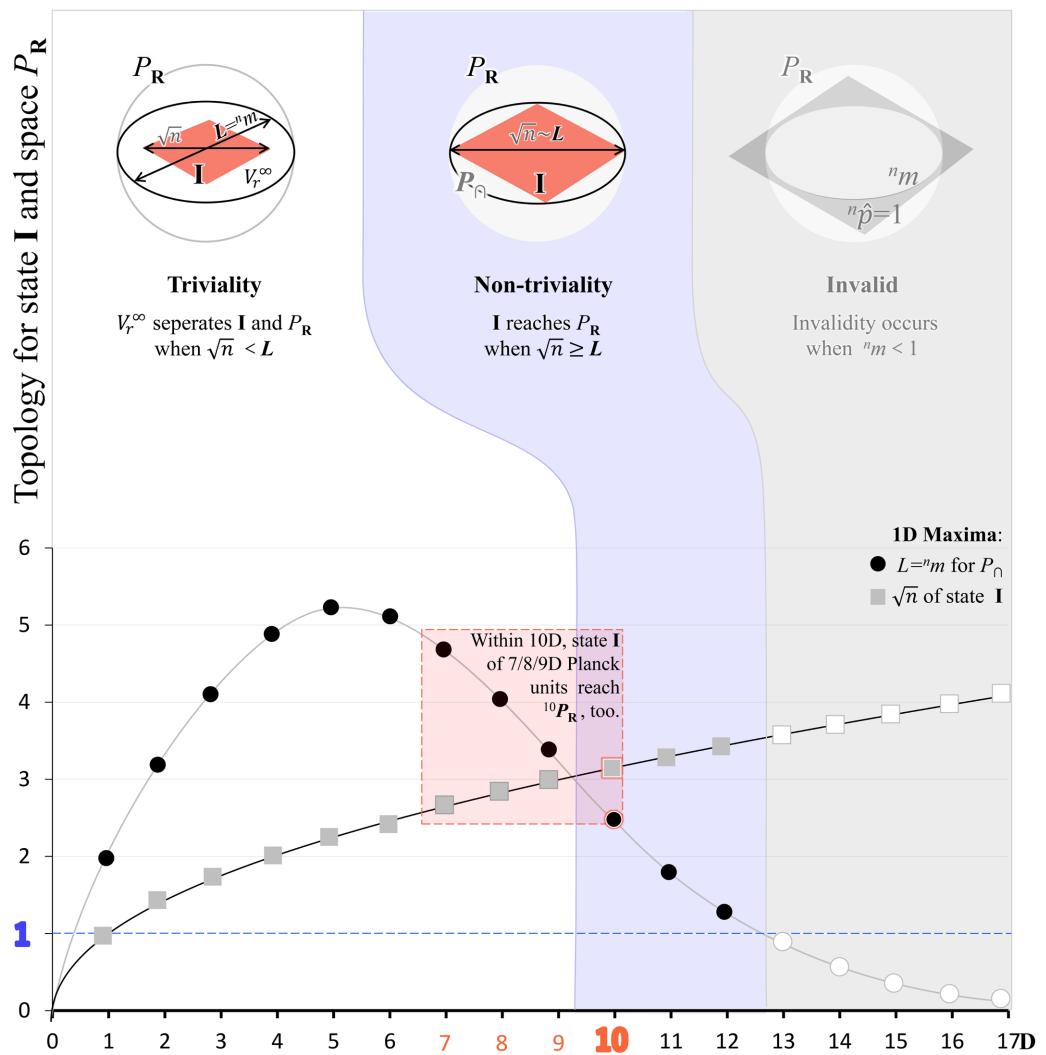 Topology for state I and space P_R
P_R
√n
L=ⁿm
I
V_r^∞
Triviality
V_r^∞ seperates I and P_R
when √n < L
P_R
√n~L
P_∩
I
Non-triviality
I reaches P_R
when √n ≥ L
P_R
ⁿm
ⁿp̂=1
Invalid
Invalidity occurs
when ⁿm < 1
1D Maxima:
L=ⁿm for P_∩
√n of state I
Within 10D, state I
of 7/8/9D Planck
units reach
¹⁰P_R, too.
6
5
4
3
2
1
0
0 1 2 3 4 5 6 7 8 9 10 11 12 13 14 15 16 17D